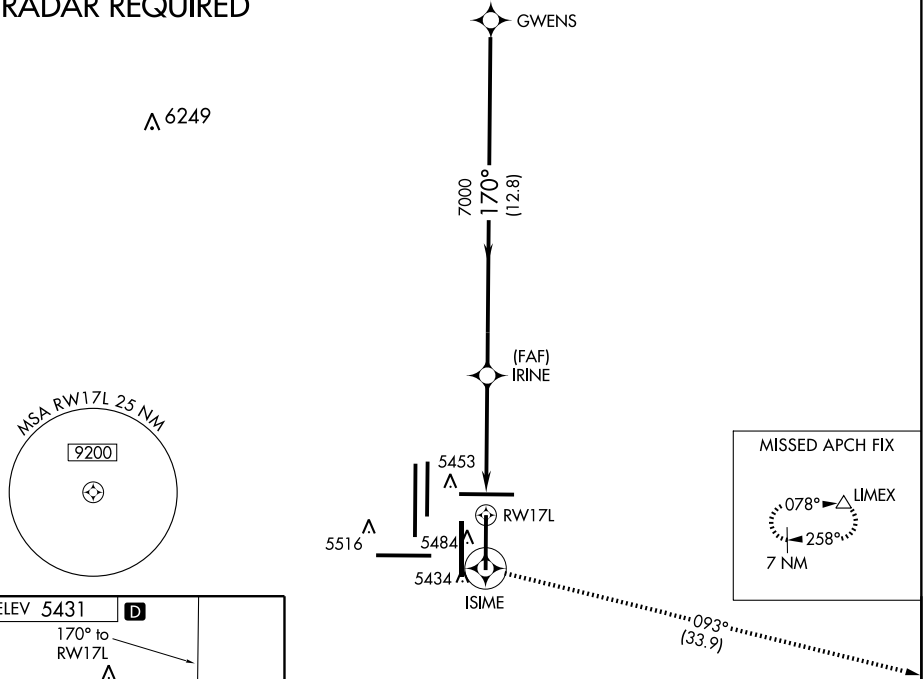 RADAR REQUIRED
GWENS
6249
7000
170°
(12.8)
(FAF)
IRINE
MSA RW17L 25 NM
9200
5453
RW17L
5516
5484
5434
ISIME
MISSED APCH FIX
LIMEX
078°
258°
7 NM
093°
(33.9)
ELEV 5431 D
170° to
RW17L